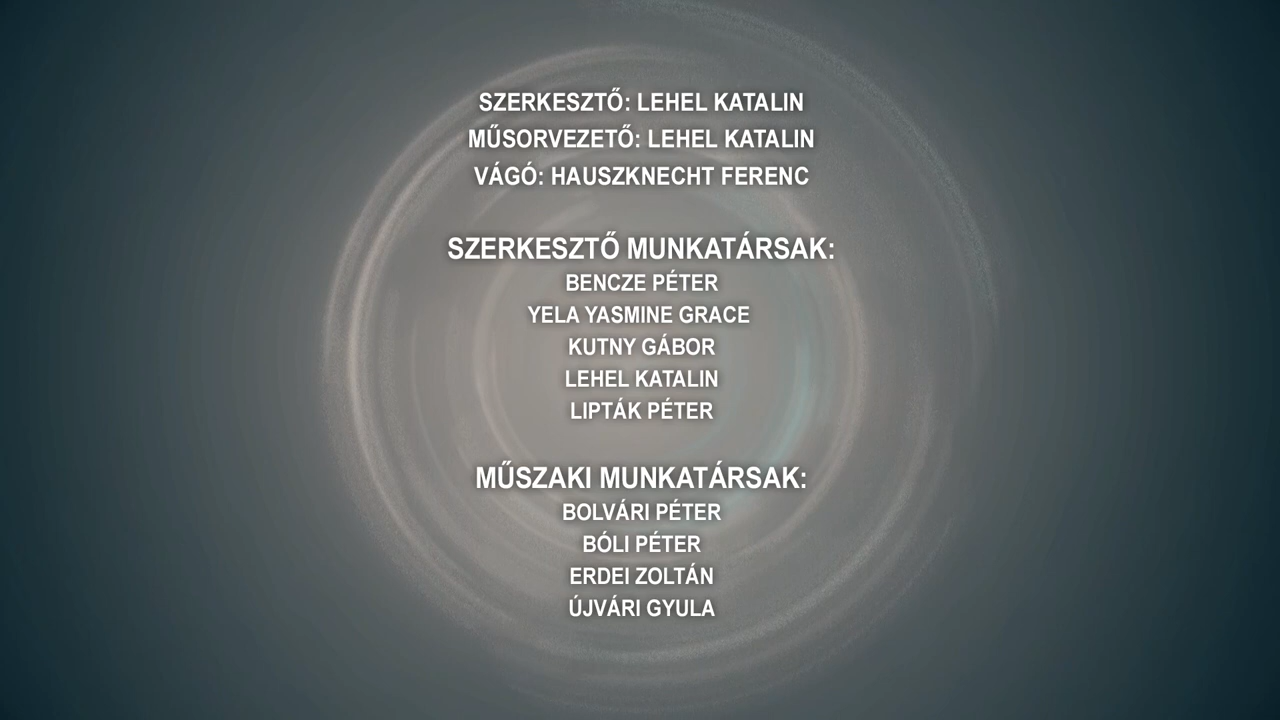 SZERKESZTŐ: LEHEL KATALIN
MŰSORVEZETŐ: LEHEL KATALIN
VÁGÓ: HAUSZKNECHT FERENC
SZERKESZTŐ MUNKATÁRSAK:
BENCZE PÉTER
YELA YASMINE GRACE
KUTNY GÁBOR
LEHEL KATALIN
LIPTÁK PÉTER
MŰSZAKI MUNKATÁRSAK:
BOLVÁRI PÉTER
BÓLI PÉTER
ERDEI ZOLTÁN
ÚJVÁRI GYULA